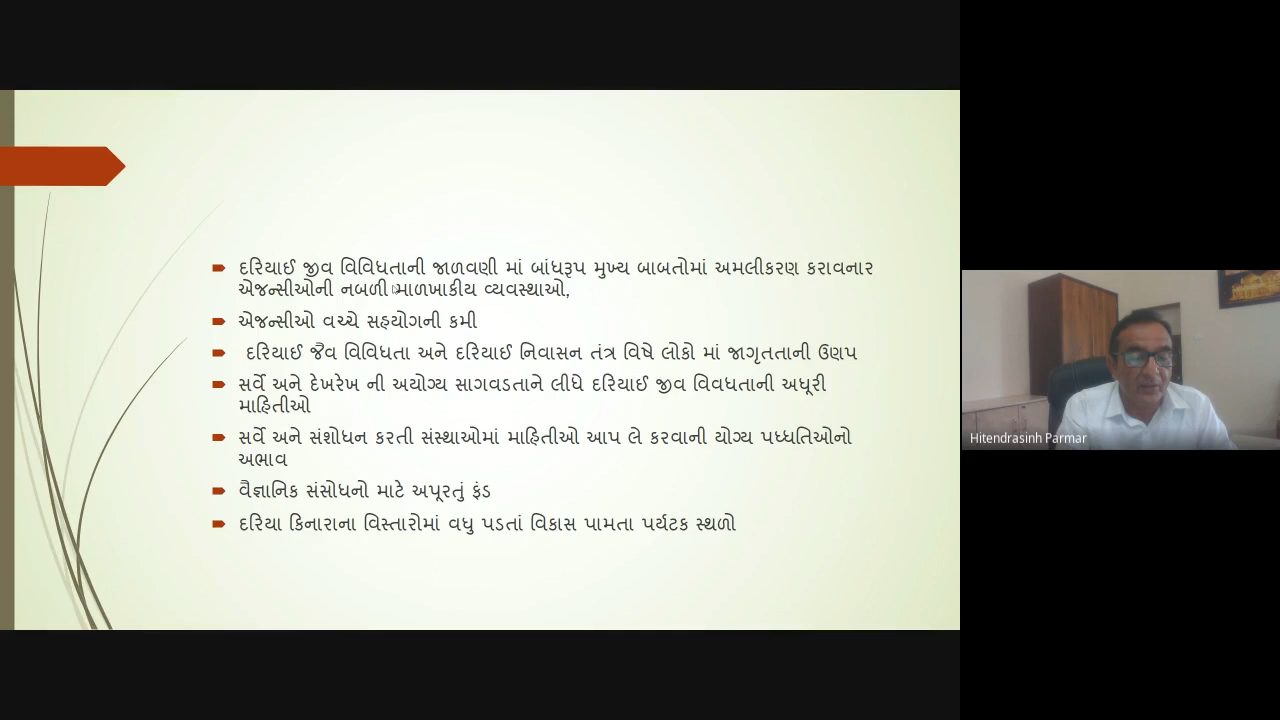 દરિયાઈ જીવ વિવિધતાની જાળવણી માં બાંધરૂપ મુખ્ય બાબતોમાં અમલીકરણ કરાવનાર
એજન્સીઓની નબળી માળખાકીય વ્યવસ્થાઓ,
એજન્સીઓ વચ્ચે સહયોગની કમી
દરિયાઈ જૈવ વિવિધતા અને દરિયાઈ નિવાસન તંત્ર વિષે લોકો માં જાગૃતતાની ઉણપ
સર્વે અને દેખરેખ ની અયોગ્ય સાગવડતાને લીધે દરિયાઈ જીવ વિવધતાની અધૂરી
માહિતીઓ
સર્વે અને સંશોધન કરતી સંસ્થાઓમાં માહિતીઓ આપ લે કરવાની યોગ્ય પધ્ધતિઓનો
અભાવ
વૈજ્ઞાનિક સંસોધનો માટે અપૂરતું ફંડ
દરિયા કિનારાના વિસ્તારોમાં વધુ પડતાં વિકાસ પામતા પર્યટક સ્થળો
Hitendrasinh Parmar